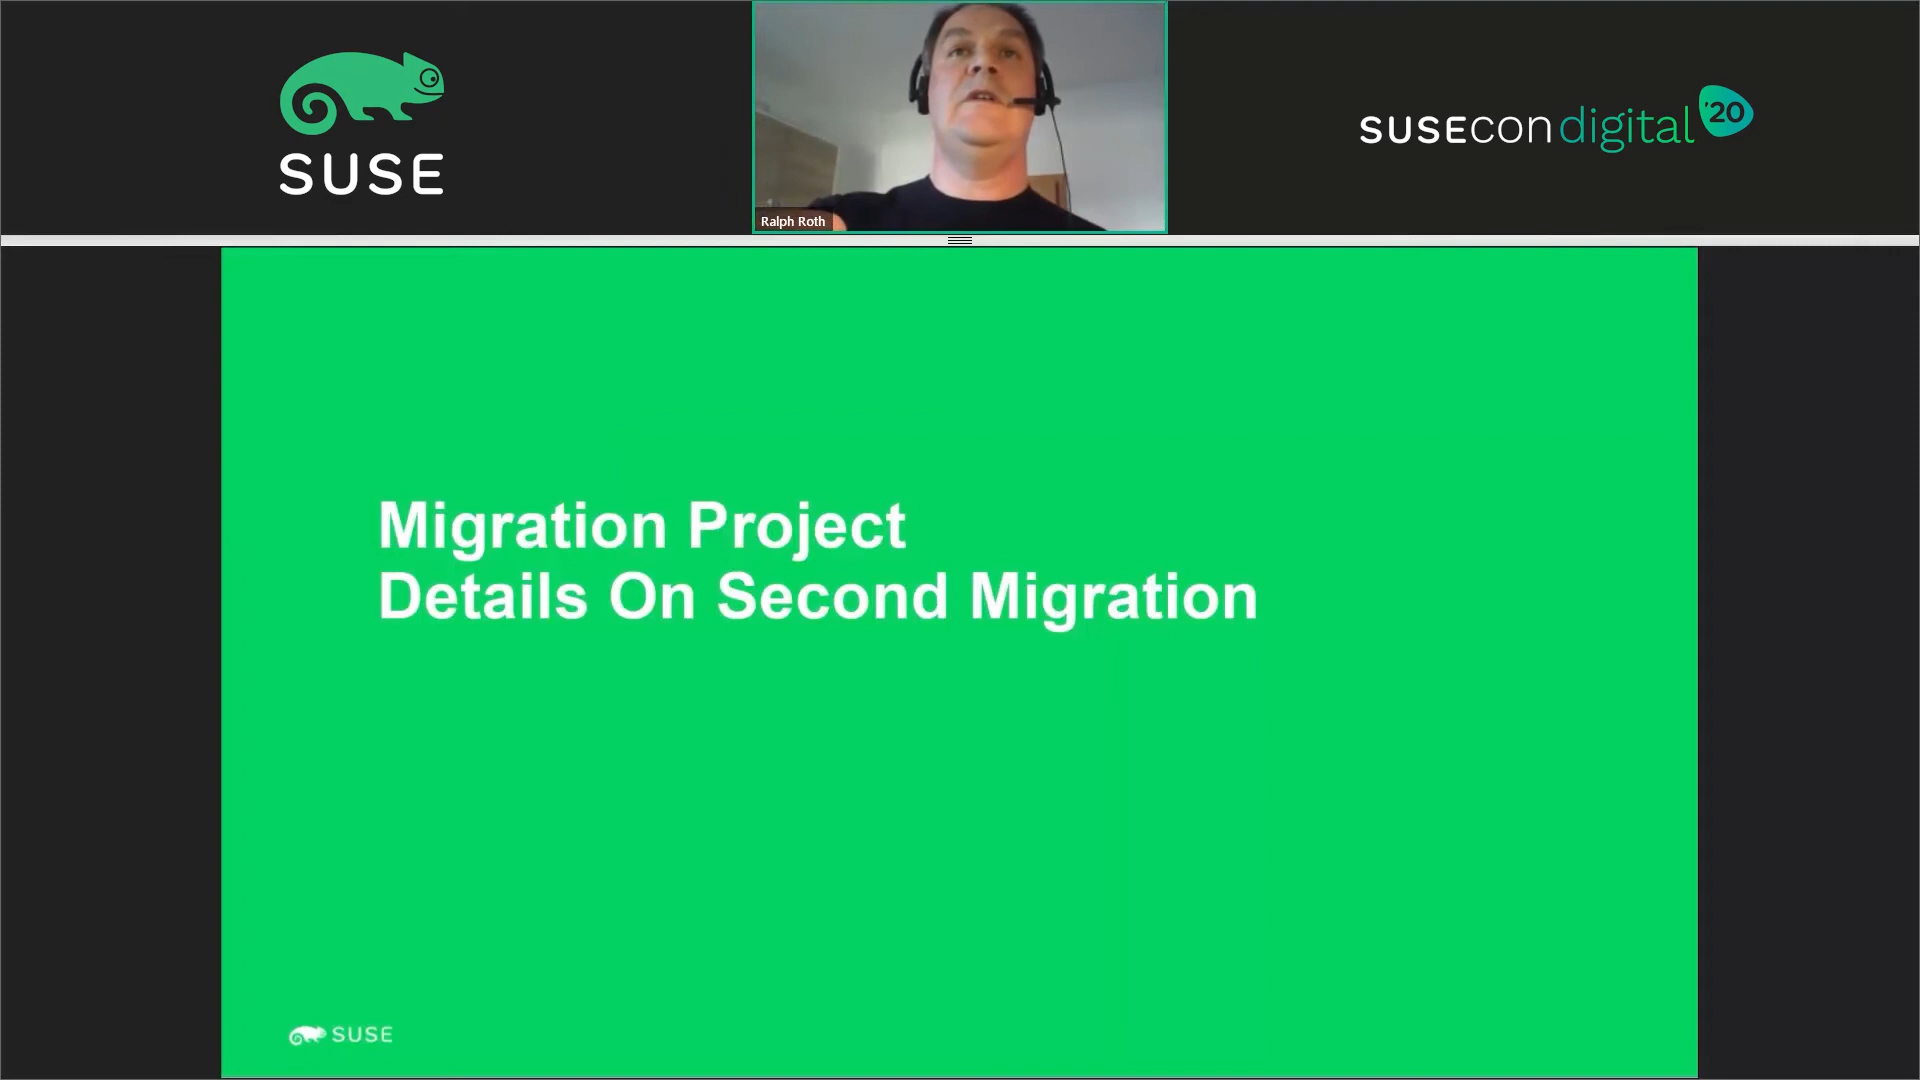 SUSE
Ralph Roth
SUSECON digital '20
Migration Project
Details On Second Migration
SUSE